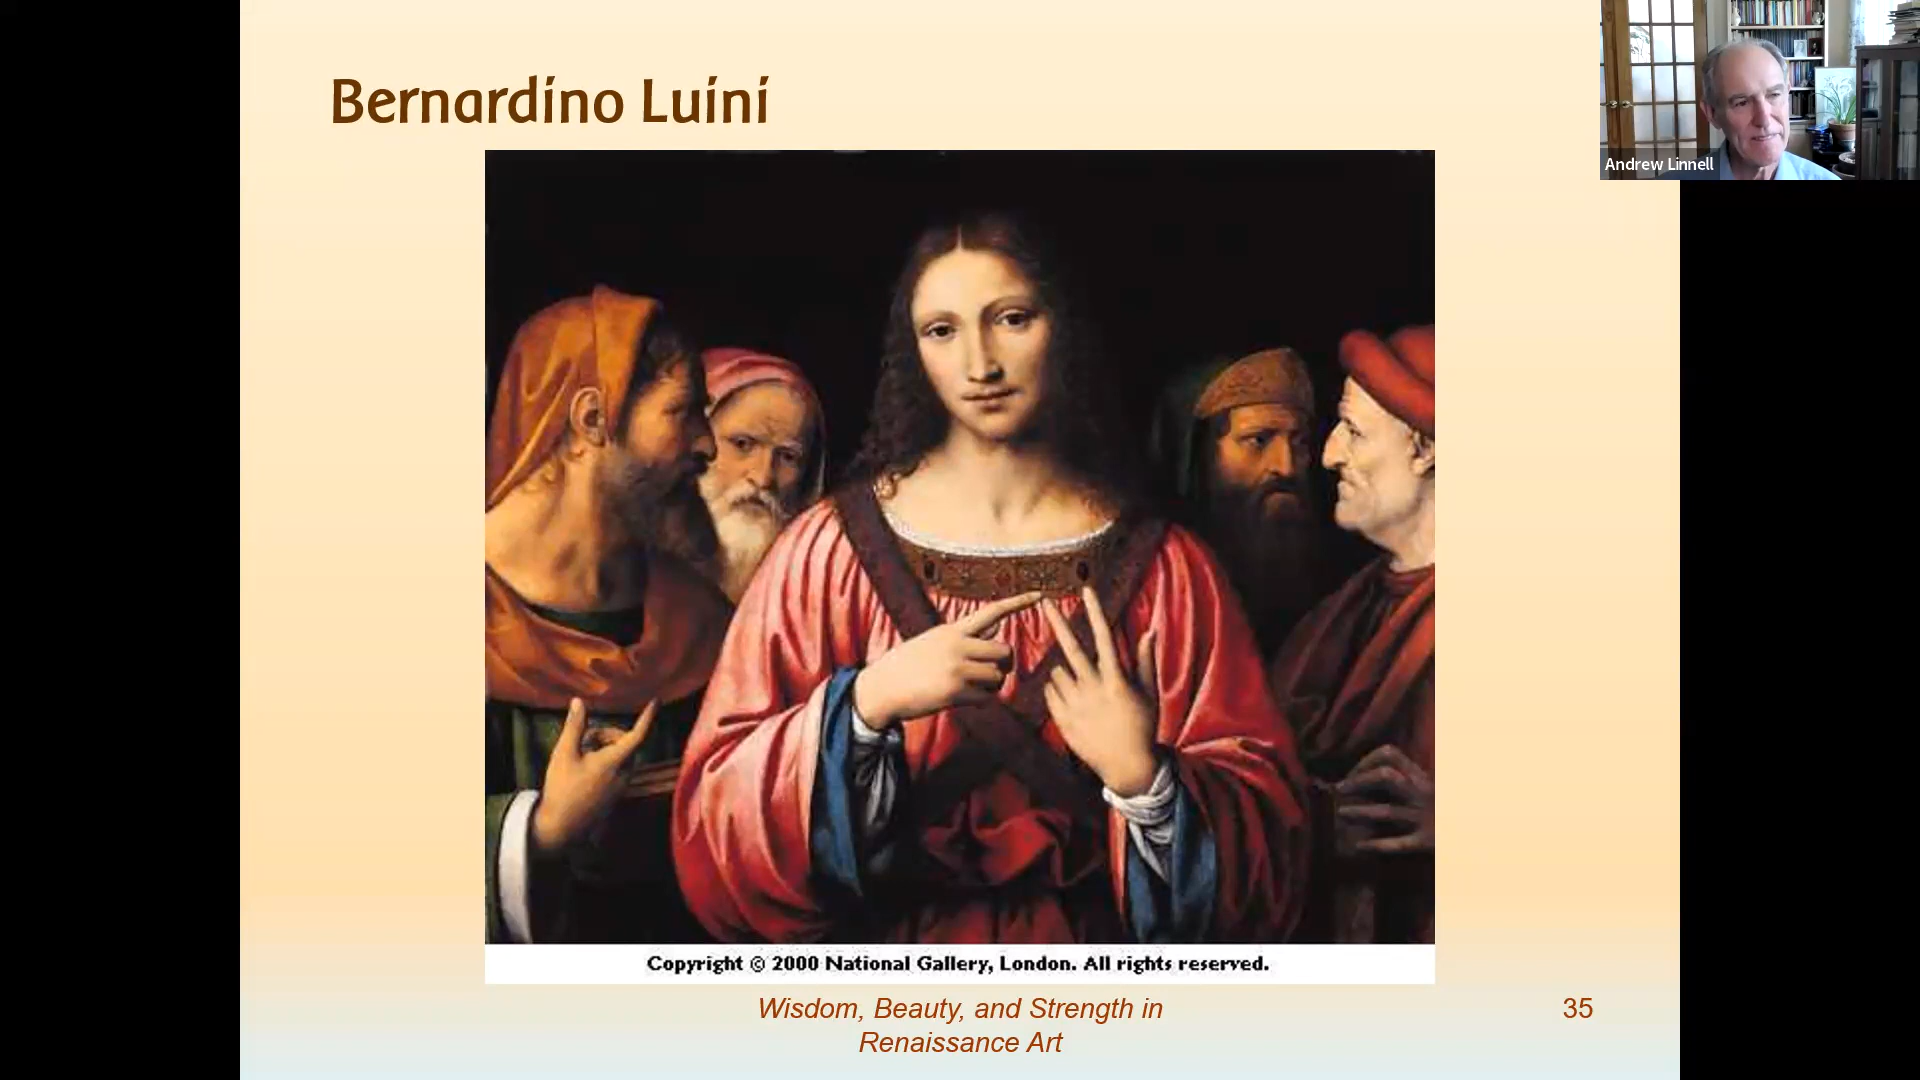 Bernardino Luini
Andrew Linnell
Copyright © 2000 National Gallery, London. All rights reserved.
Wisdom, Beauty, and Strength in
Renaissance Art
35